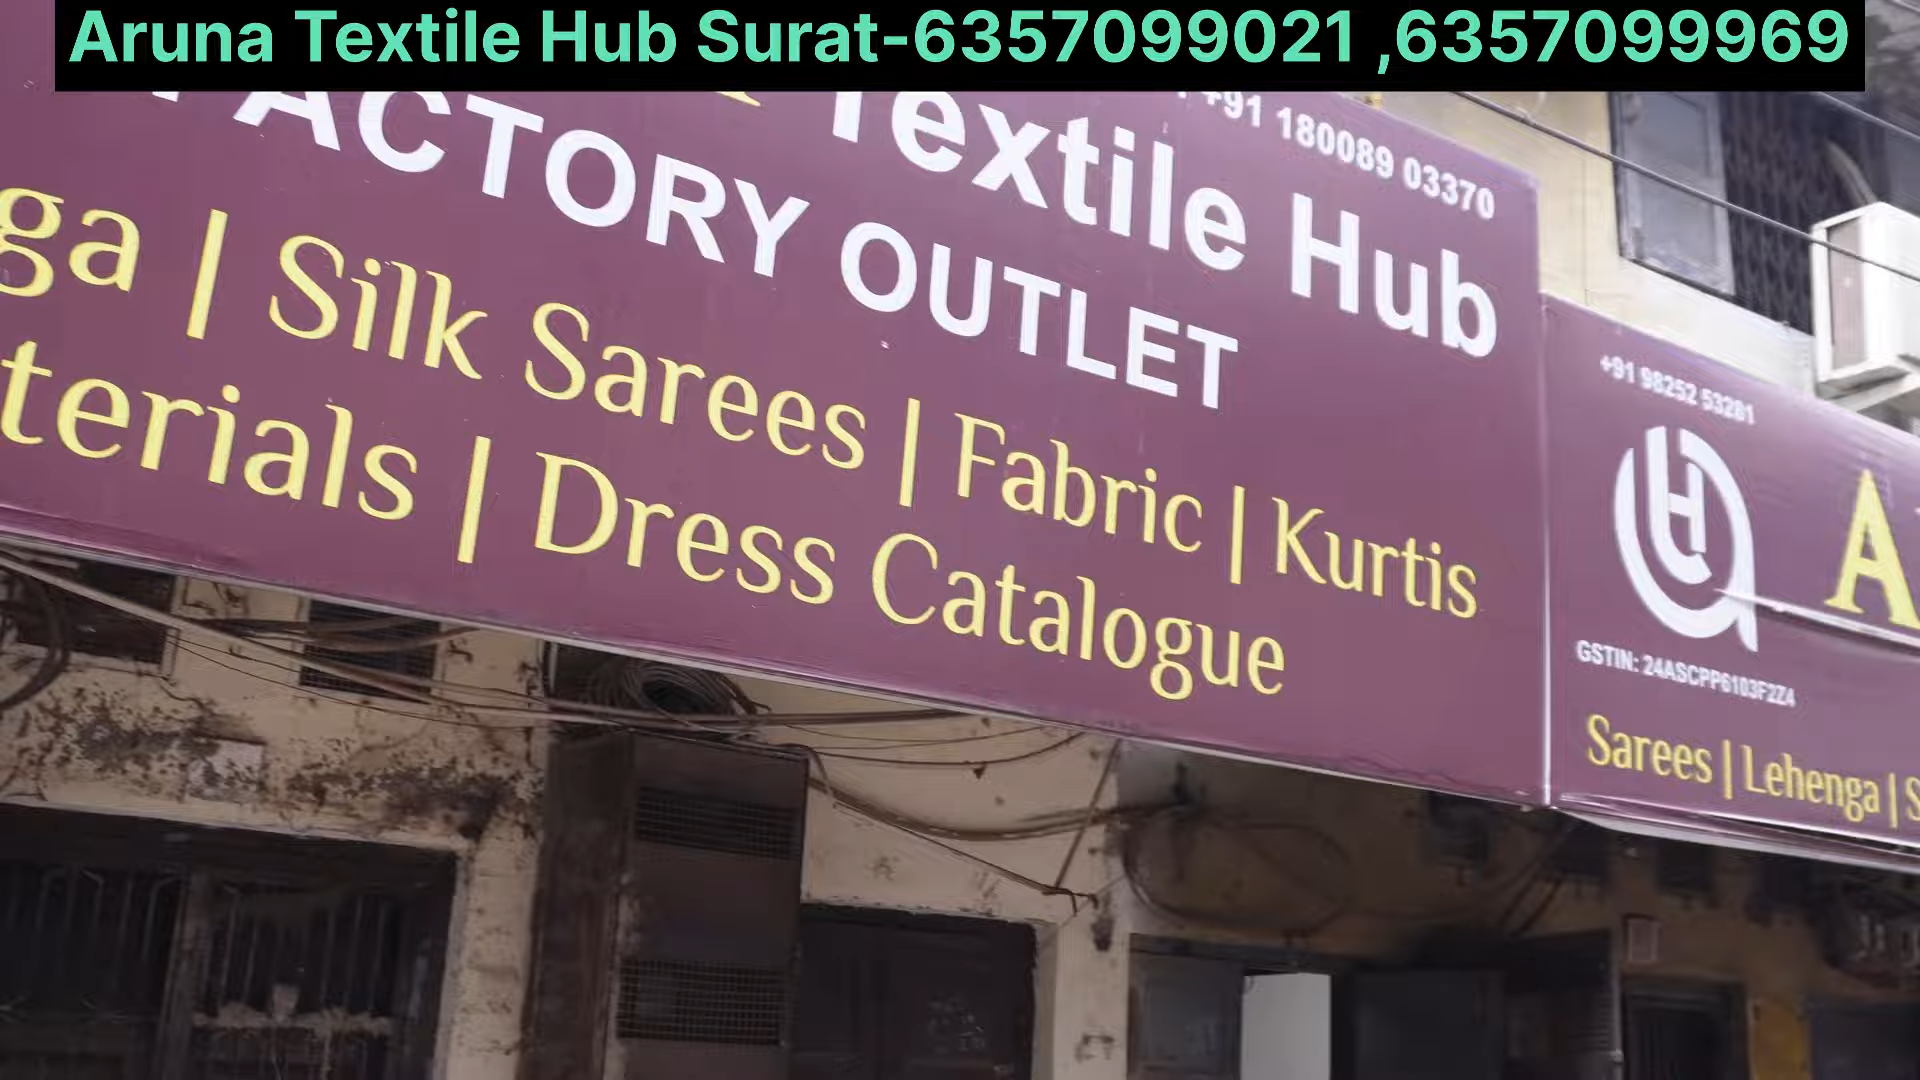 Aruna Textile Hub Surat-6357099021 ,6357099969
+91 180089 03370
Textile Hub
FACTORY OUTLET
ga | Silk Sarees | Fabric | Kurtis
terials | Dress Catalogue
+91 98252 53281
A
GSTIN: 24ASCPP6103F2Z4
Sarees | Lehenga | S